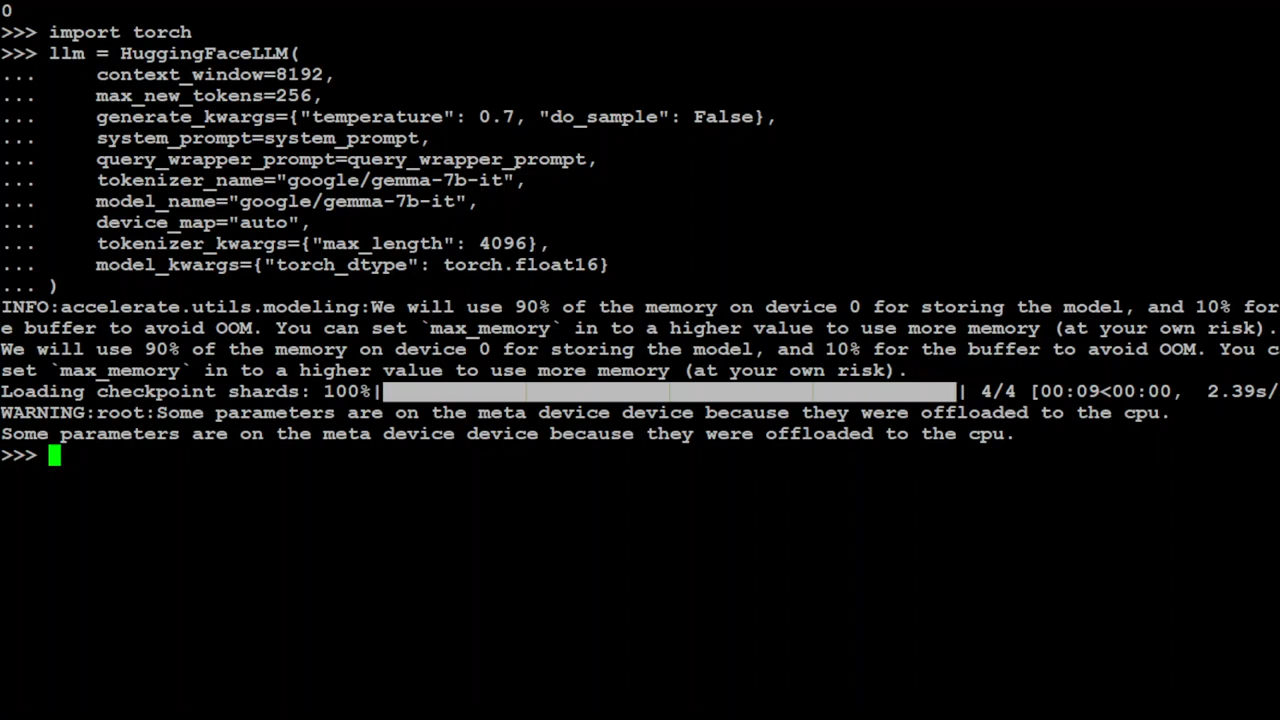 0
>>> import torch
>>> llm = HuggingFaceLLM(
...     context_window=8192,
...     max_new_tokens=256,
...     generate_kwargs={"temperature": 0.7, "do_sample": False},
...     system_prompt=system_prompt,
...     query_wrapper_prompt=query_wrapper_prompt,
...     tokenizer_name="google/gemma-7b-it",
...     model_name="google/gemma-7b-it",
...     device_map="auto",
...     tokenizer_kwargs={"max_length": 4096},
...     model_kwargs={"torch_dtype": torch.float16}
... )
INFO:accelerate.utils.modeling:We will use 90% of the memory on device 0 for storing the model, and 10% for
e buffer to avoid OOM. You can set `max_memory` in to a higher value to use more memory (at your own risk).
We will use 90% of the memory on device 0 for storing the model, and 10% for the buffer to avoid OOM. You c
set `max_memory` in to a higher value to use more memory (at your own risk).
Loading checkpoint shards: 100%| | 4/4 [00:09<00:00,  2.39s/
WARNING:root:Some parameters are on the meta device device because they were offloaded to the cpu.
Some parameters are on the meta device device because they were offloaded to the cpu.
>>>